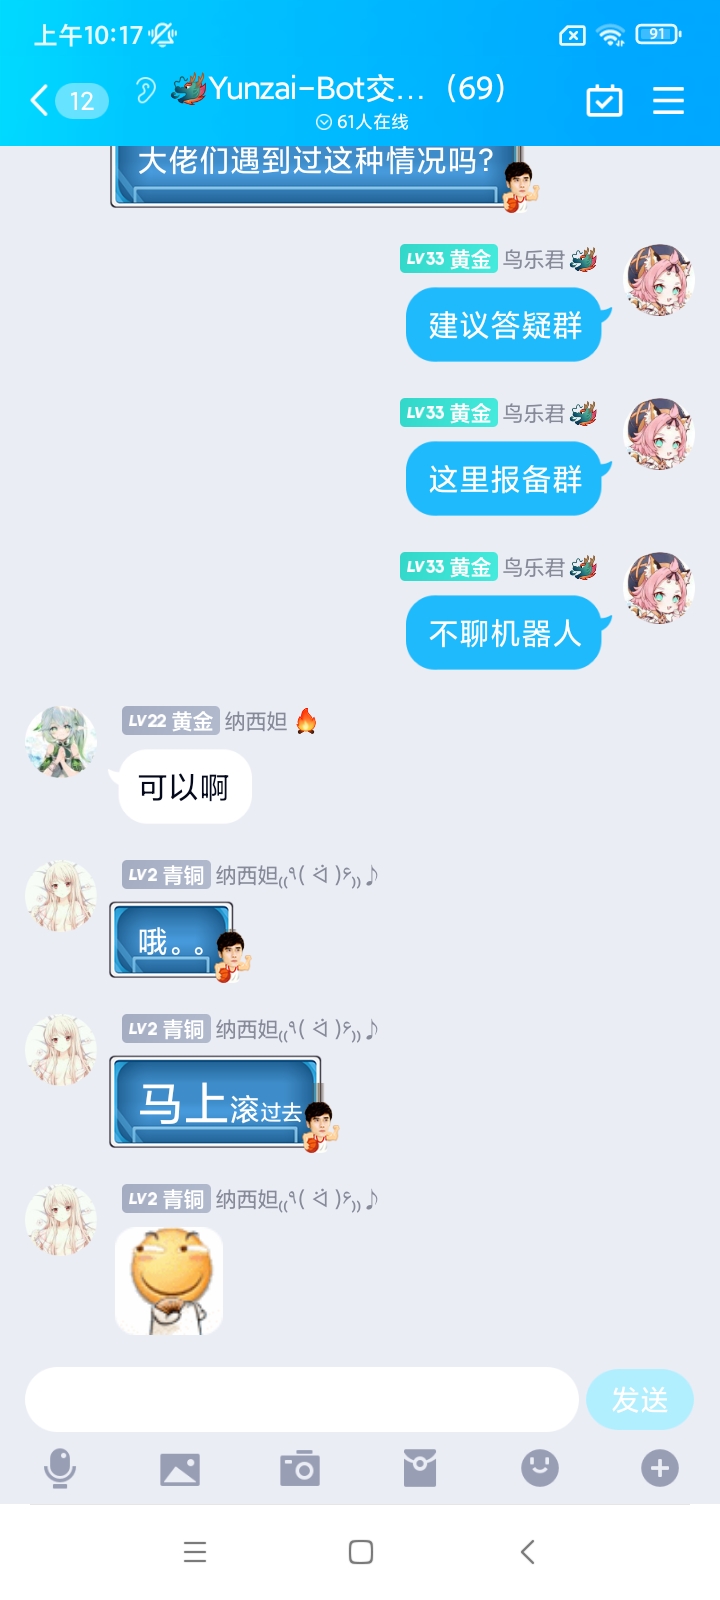 上午10:17
91
12
Yunzai-Bot交... （69）
61人在线
大佬们遇到过这种情况吗?
LV33 黄金 鸟乐君
建议答疑群
LV33 黄金 鸟乐君
这里报备群
LV33 黄金 鸟乐君
不聊机器人
LV22 黄金 纳西妲
可以啊
LV2 青铜 纳西妲₍₍٩( ᐛ )۶₎₎♪
哦。。
LV2 青铜 纳西妲₍₍٩( ᐛ )۶₎₎♪
马上滚过去
LV2 青铜 纳西妲₍₍٩( ᐛ )۶₎₎♪
发送